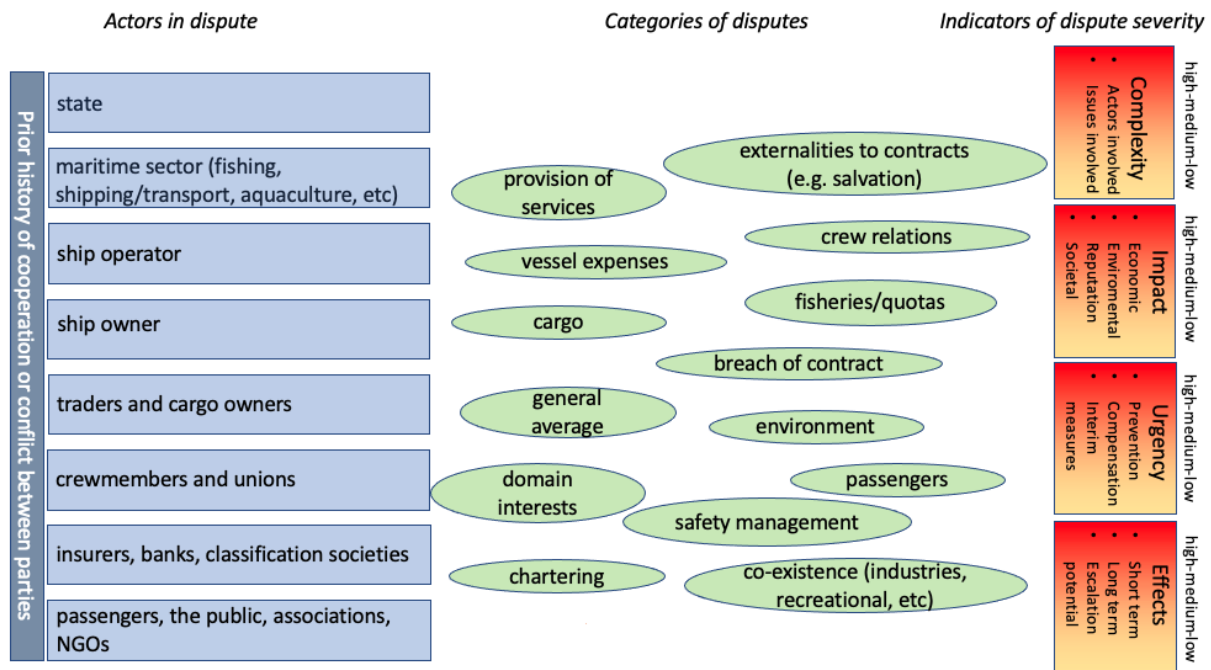 Actors in dispute
Categories of disputes
Indicators of dispute severity
Prior history of cooperation or conflict between parties
state
maritime sector (fishing,
shipping/transport, aquaculture, etc)
ship operator
ship owner
traders and cargo owners
crewmembers and unions
insurers, banks, classification societies
passengers, the public, associations,
NGOs
externalities to contracts
(e.g. salvation)
provision of
services
crew relations
vessel expenses
fisheries/quotas
cargo
breach of contract
general
average
environment
domain
interests
passengers
safety management
chartering
co-existence (industries,
recreational, etc)
Complexity
• Actors involved
• Issues involved
high-medium-low
Impact
• Economic
• Enviromental
• Reputation
• Societal
high-medium-low
Urgency
• Prevention
• Compensation
• Interim
measures
high-medium-low
Effects
• Short term
• Long term
• Escalation
potential
high-medium-low